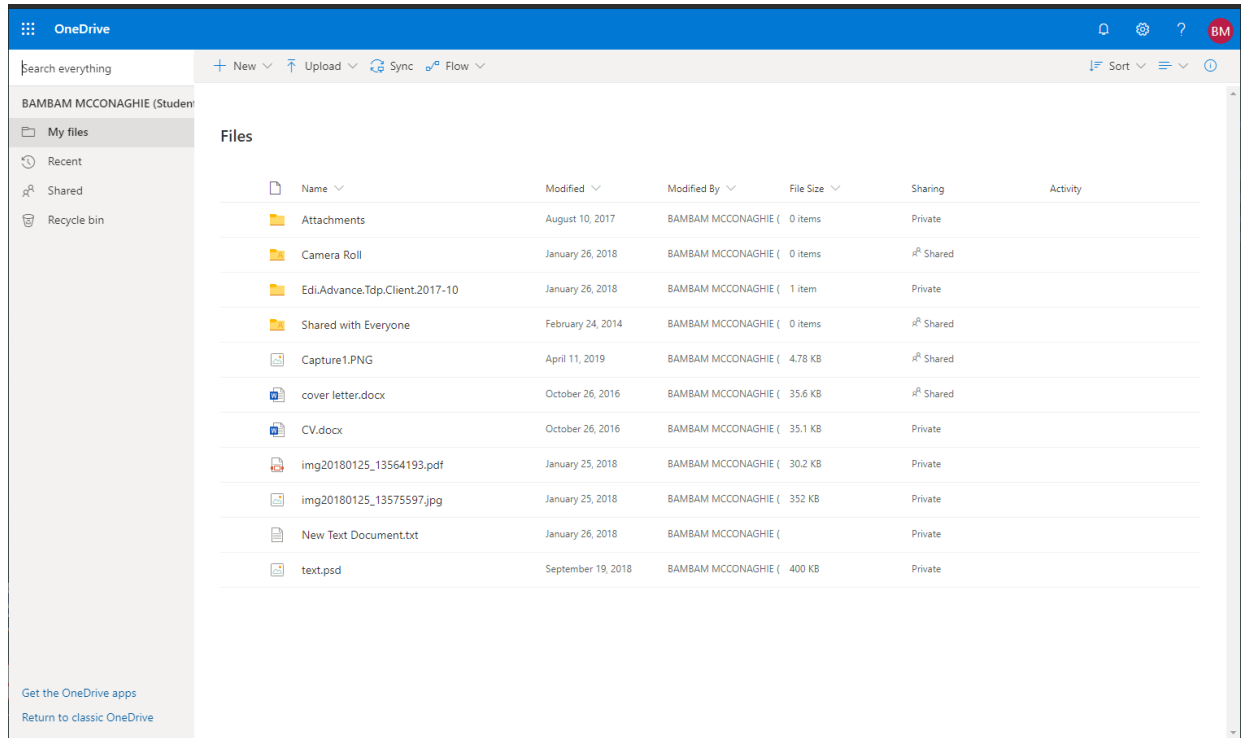 OneDrive BM
Search everything New Upload Sync Flow Sort
BAMBAM MCCONAGHIE (Student
My files
Recent
Shared
Recycle bin
Files
Name Modified Modified By File Size Sharing Activity
Attachments August 10, 2017 BAMBAM MCCONAGHIE ( 0 items Private
Camera Roll January 26, 2018 BAMBAM MCCONAGHIE ( 0 items Shared
Edi.Advance.Tdp.Client.2017-10 January 26, 2018 BAMBAM MCCONAGHIE ( 1 item Private
Shared with Everyone February 24, 2014 BAMBAM MCCONAGHIE ( 0 items Shared
Capture1.PNG April 11, 2019 BAMBAM MCCONAGHIE ( 4.78 KB Shared
cover letter.docx October 26, 2016 BAMBAM MCCONAGHIE ( 35.6 KB Shared
CV.docx October 26, 2016 BAMBAM MCCONAGHIE ( 35.1 KB Private
img20180125_13564193.pdf January 25, 2018 BAMBAM MCCONAGHIE ( 30.2 KB Private
img20180125_13575597.jpg January 25, 2018 BAMBAM MCCONAGHIE ( 352 KB Private
New Text Document.txt January 26, 2018 BAMBAM MCCONAGHIE ( Private
text.psd September 19, 2018 BAMBAM MCCONAGHIE ( 400 KB Private
Get the OneDrive apps
Return to classic OneDrive